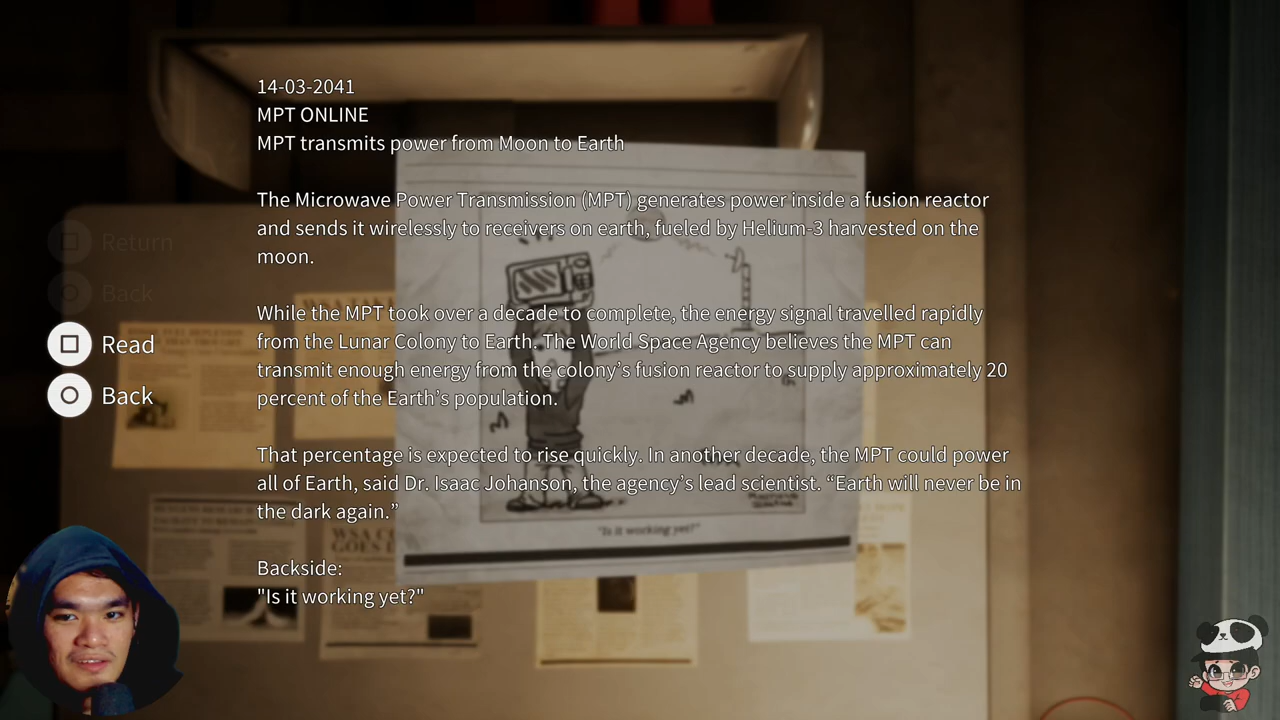 14-03-2041
MPT ONLINE
MPT transmits power from Moon to Earth
The Microwave Power Transmission (MPT) generates power inside a fusion reactor
and sends it wirelessly to receivers on earth, fueled by Helium-3 harvested on the
moon.
While the MPT took over a decade to complete, the energy signal travelled rapidly
from the Lunar Colony to Earth. The World Space Agency believes the MPT can
transmit enough energy from the colony’s fusion reactor to supply approximately 20
percent of the Earth’s population.
That percentage is expected to rise quickly. In another decade, the MPT could power
all of Earth, said Dr. Isaac Johanson, the agency’s lead scientist. “Earth will never be in
the dark again.”
Backside:
"Is it working yet?"
Return
Back
Read
Back
"Is it working yet?"